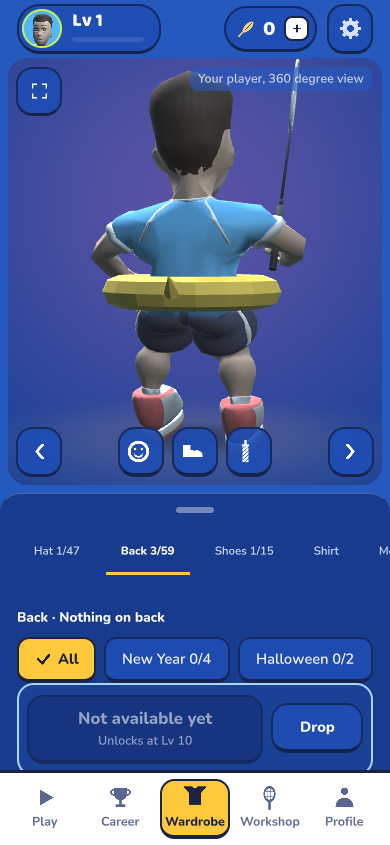 Lv 1
0
+
Your player, 360 degree view
Hat 1/47
Back 3/59
Shoes 1/15
Shirt
Back · Nothing on back
All
New Year 0/4
Halloween 0/2
Not available yet
Unlocks at Lv 10
Drop
Play
Career
Wardrobe
Workshop
Profile